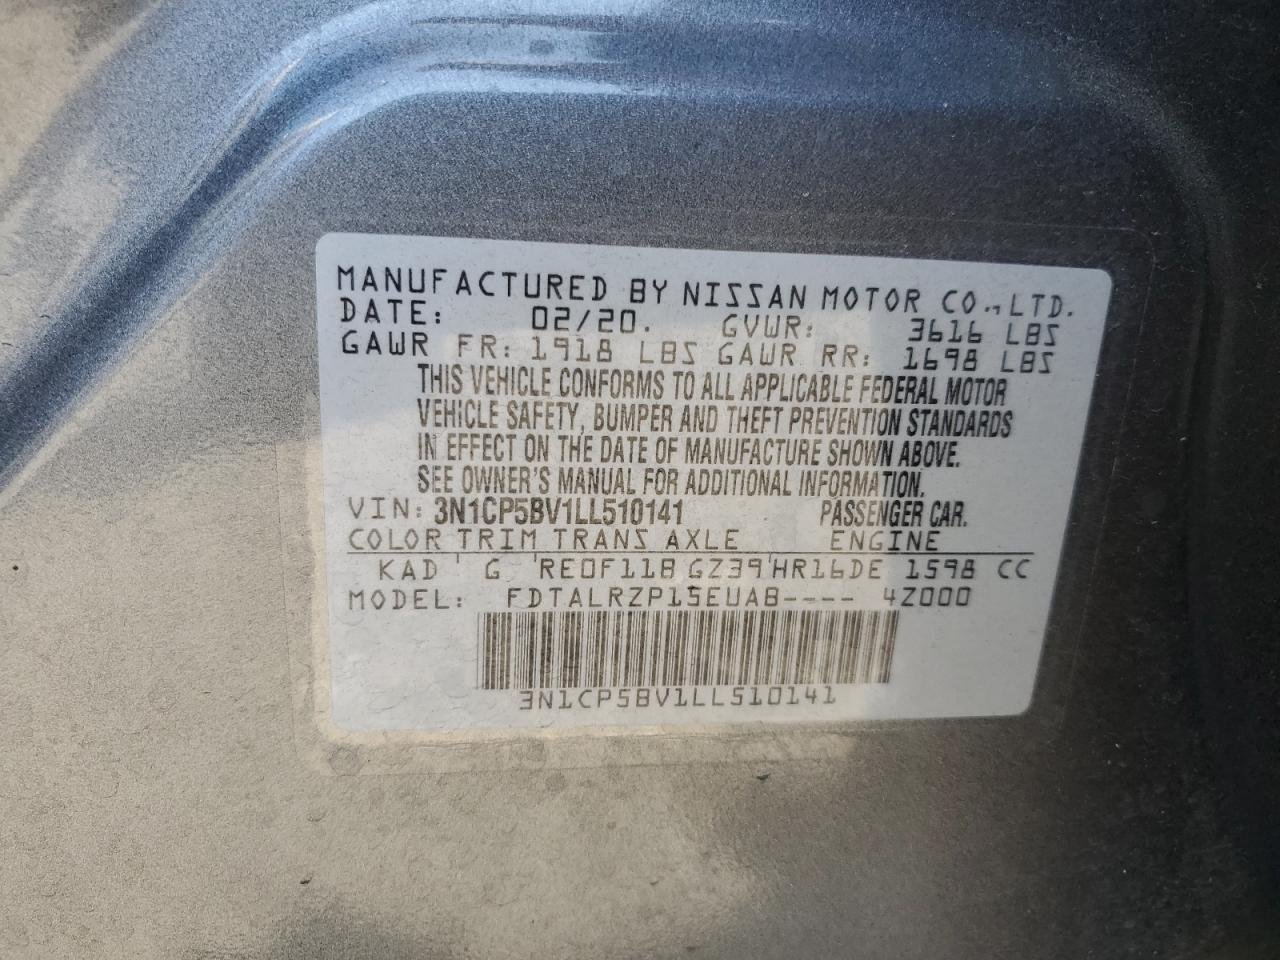 MANUFACTURED BY NISSAN MOTOR CO.,LTD.
DATE: 02/20. GVWR: 3616 LBS
GAWR FR: 1918 LBS GAWR RR: 1698 LBS
THIS VEHICLE CONFORMS TO ALL APPLICABLE FEDERAL MOTOR
VEHICLE SAFETY, BUMPER AND THEFT PREVENTION STANDARDS
IN EFFECT ON THE DATE OF MANUFACTURE SHOWN ABOVE.
SEE OWNER'S MANUAL FOR ADDITIONAL INFORMATION.
VIN: 3N1CP5BV1LL510141 PASSENGER CAR.
COLOR TRIM TRANS AXLE ENGINE
KAD ' G 'RE0F11B GZ39'HR16DE 1598 CC
MODEL: FDTALRZP15EUAB---- 4Z000
3N1CP5BV1LL510141